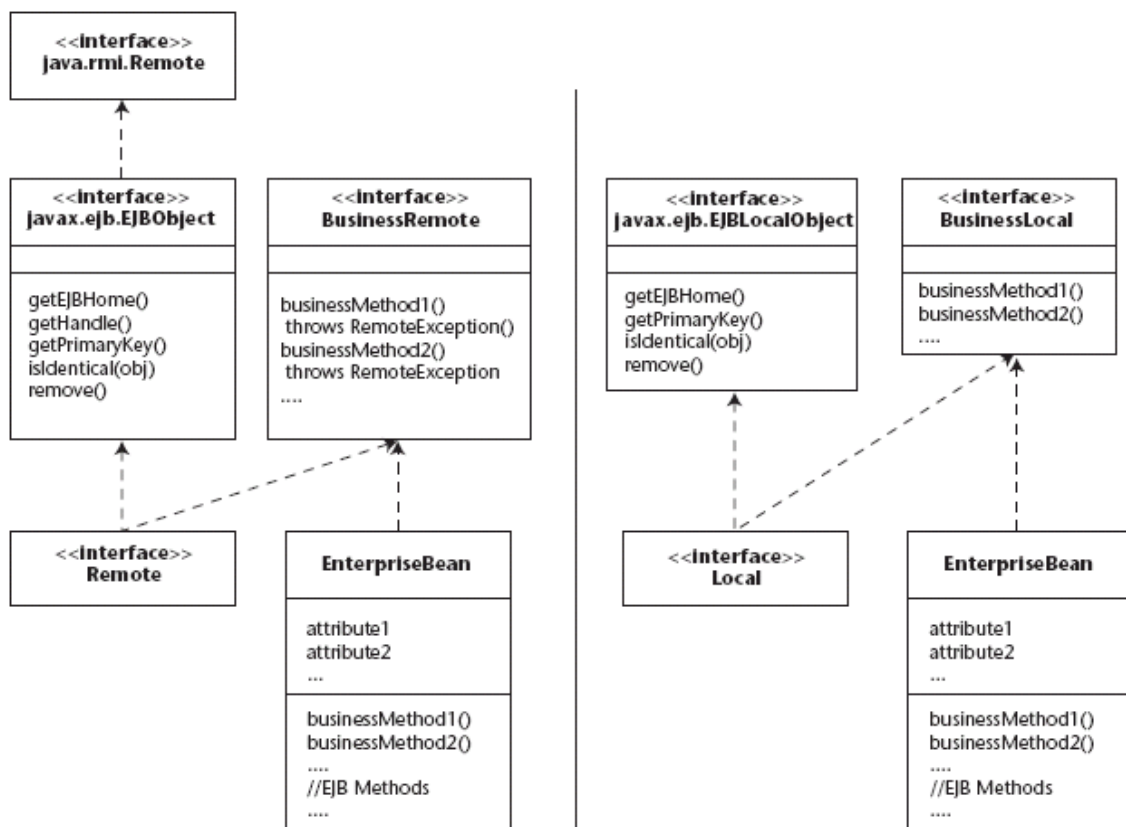 <<interface>>
java.rmi.Remote
<<interface>>
javax.ejb.EJBObject
getEJBHome()
getHandle()
getPrimaryKey()
isIdentical(obj)
remove()
<<interface>>
BusinessRemote
businessMethod1()
throws RemoteException()
businessMethod2()
throws RemoteException
....
<<interface>>
Remote
EnterpriseBean
attribute1
attribute2
...
businessMethod1()
businessMethod2()
....
//EJB Methods
....
<<interface>>
javax.ejb.EJBLocalObject
getEJBHome()
getPrimaryKey()
isIdentical(obj)
remove()
<<interface>>
BusinessLocal
businessMethod1()
businessMethod2()
....
<<interface>>
Local
EnterpriseBean
attribute1
attribute2
...
businessMethod1()
businessMethod2()
....
//EJB Methods
....